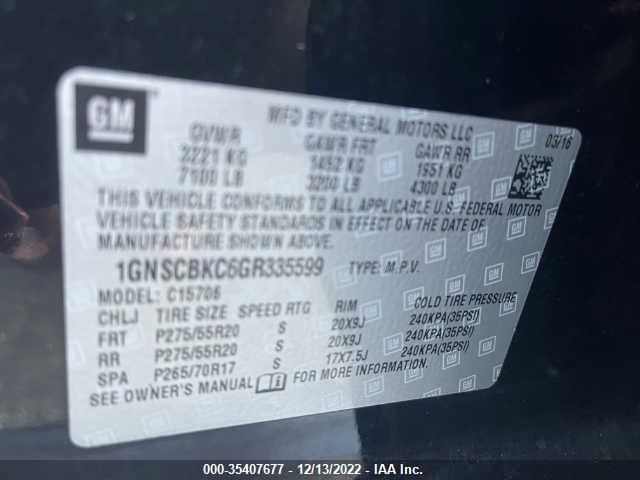 GM
MFD BY GENERAL MOTORS LLC
03/16
GVWR GAWR FRT GAWR RR
3221 KG 1452 KG 1951 KG
7100 LB 3200 LB 4300 LB
THIS VEHICLE CONFORMS TO ALL APPLICABLE U.S. FEDERAL MOTOR
VEHICLE SAFETY STANDARDS IN EFFECT ON THE DATE OF
MANUFACTURE SHOWN ABOVE.
1GNSCBKC6GR335599 TYPE: M.P.V.
MODEL: C15706
CHLJ TIRE SIZE SPEED RTG RIM COLD TIRE PRESSURE
FRT P275/55R20 S 20X9J 240KPA(35PSI)
RR P275/55R20 S 20X9J 240KPA(35PSI)
SPA P265/70R17 S 17X7.5J 240KPA(35PSI)
SEE OWNER'S MANUAL FOR MORE INFORMATION.
000-35407677 - 12/13/2022 - IAA Inc.